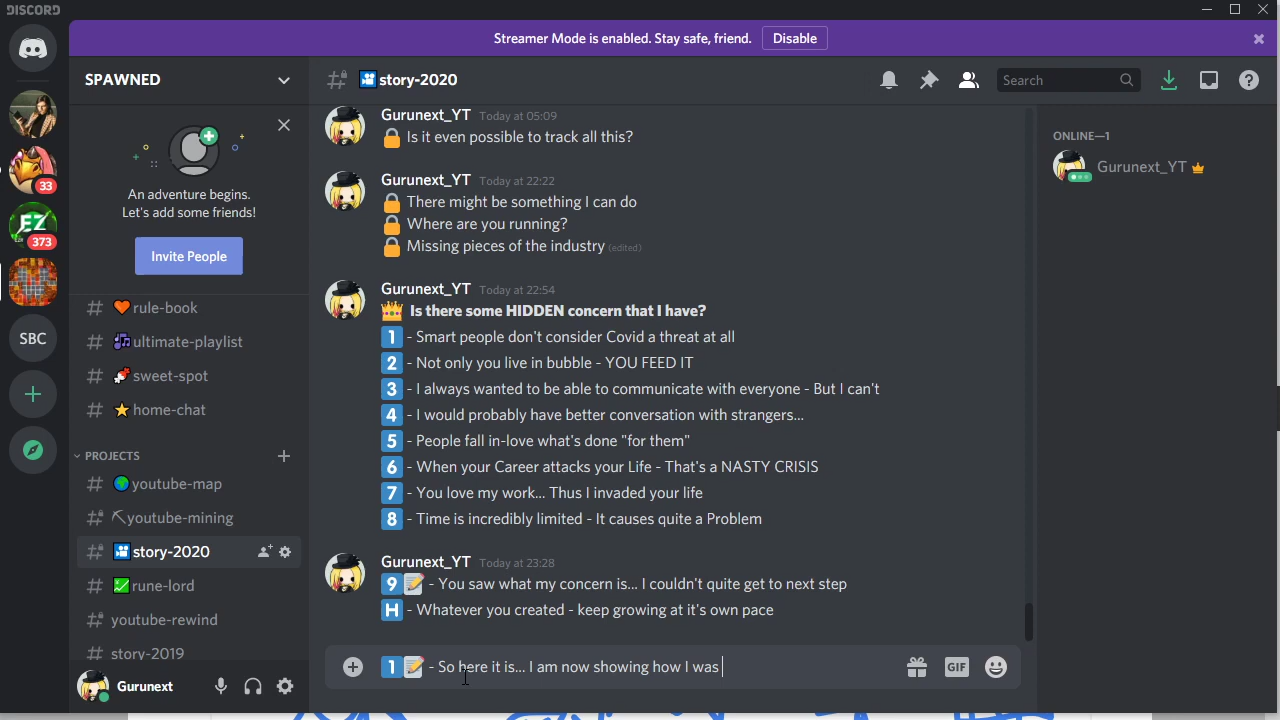 DISCORD
Streamer Mode is enabled. Stay safe, friend.
Disable
SPAWNED
story-2020
Search
33
EZ
373
SBC
An adventure begins.
Let's add some friends!
Invite People
rule-book
ultimate-playlist
sweet-spot
home-chat
PROJECTS
youtube-map
youtube-mining
story-2020
rune-lord
youtube-rewind
story-2019
Gurunext
Gurunext_YT Today at 05:09
Is it even possible to track all this?
Gurunext_YT Today at 22:22
There might be something I can do
Where are you running?
Missing pieces of the industry (edited)
Gurunext_YT Today at 22:54
Is there some HIDDEN concern that I have?
1 - Smart people don't consider Covid a threat at all
2 - Not only you live in bubble - YOU FEED IT
3 - I always wanted to be able to communicate with everyone - But I can't
4 - I would probably have better conversation with strangers...
5 - People fall in-love what's done "for them"
6 - When your Career attacks your Life - That's a NASTY CRISIS
7 - You love my work... Thus I invaded your life
8 - Time is incredibly limited - It causes quite a Problem
Gurunext_YT Today at 23:28
9 - You saw what my concern is... I couldn't quite get to next step
H - Whatever you created - keep growing at it's own pace
1 - So here it is... I am now showing how I was
GIF
ONLINE—1
Gurunext_YT